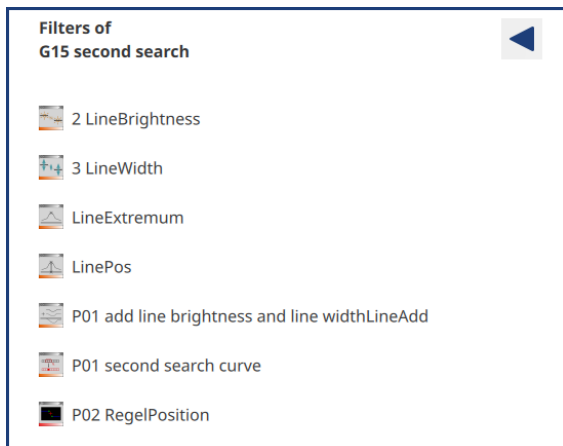 Filters of
G15 second search
2 LineBrightness
3 LineWidth
LineExtremum
LinePos
P01 add line brightness and line widthLineAdd
P01 second search curve
P02 RegelPosition